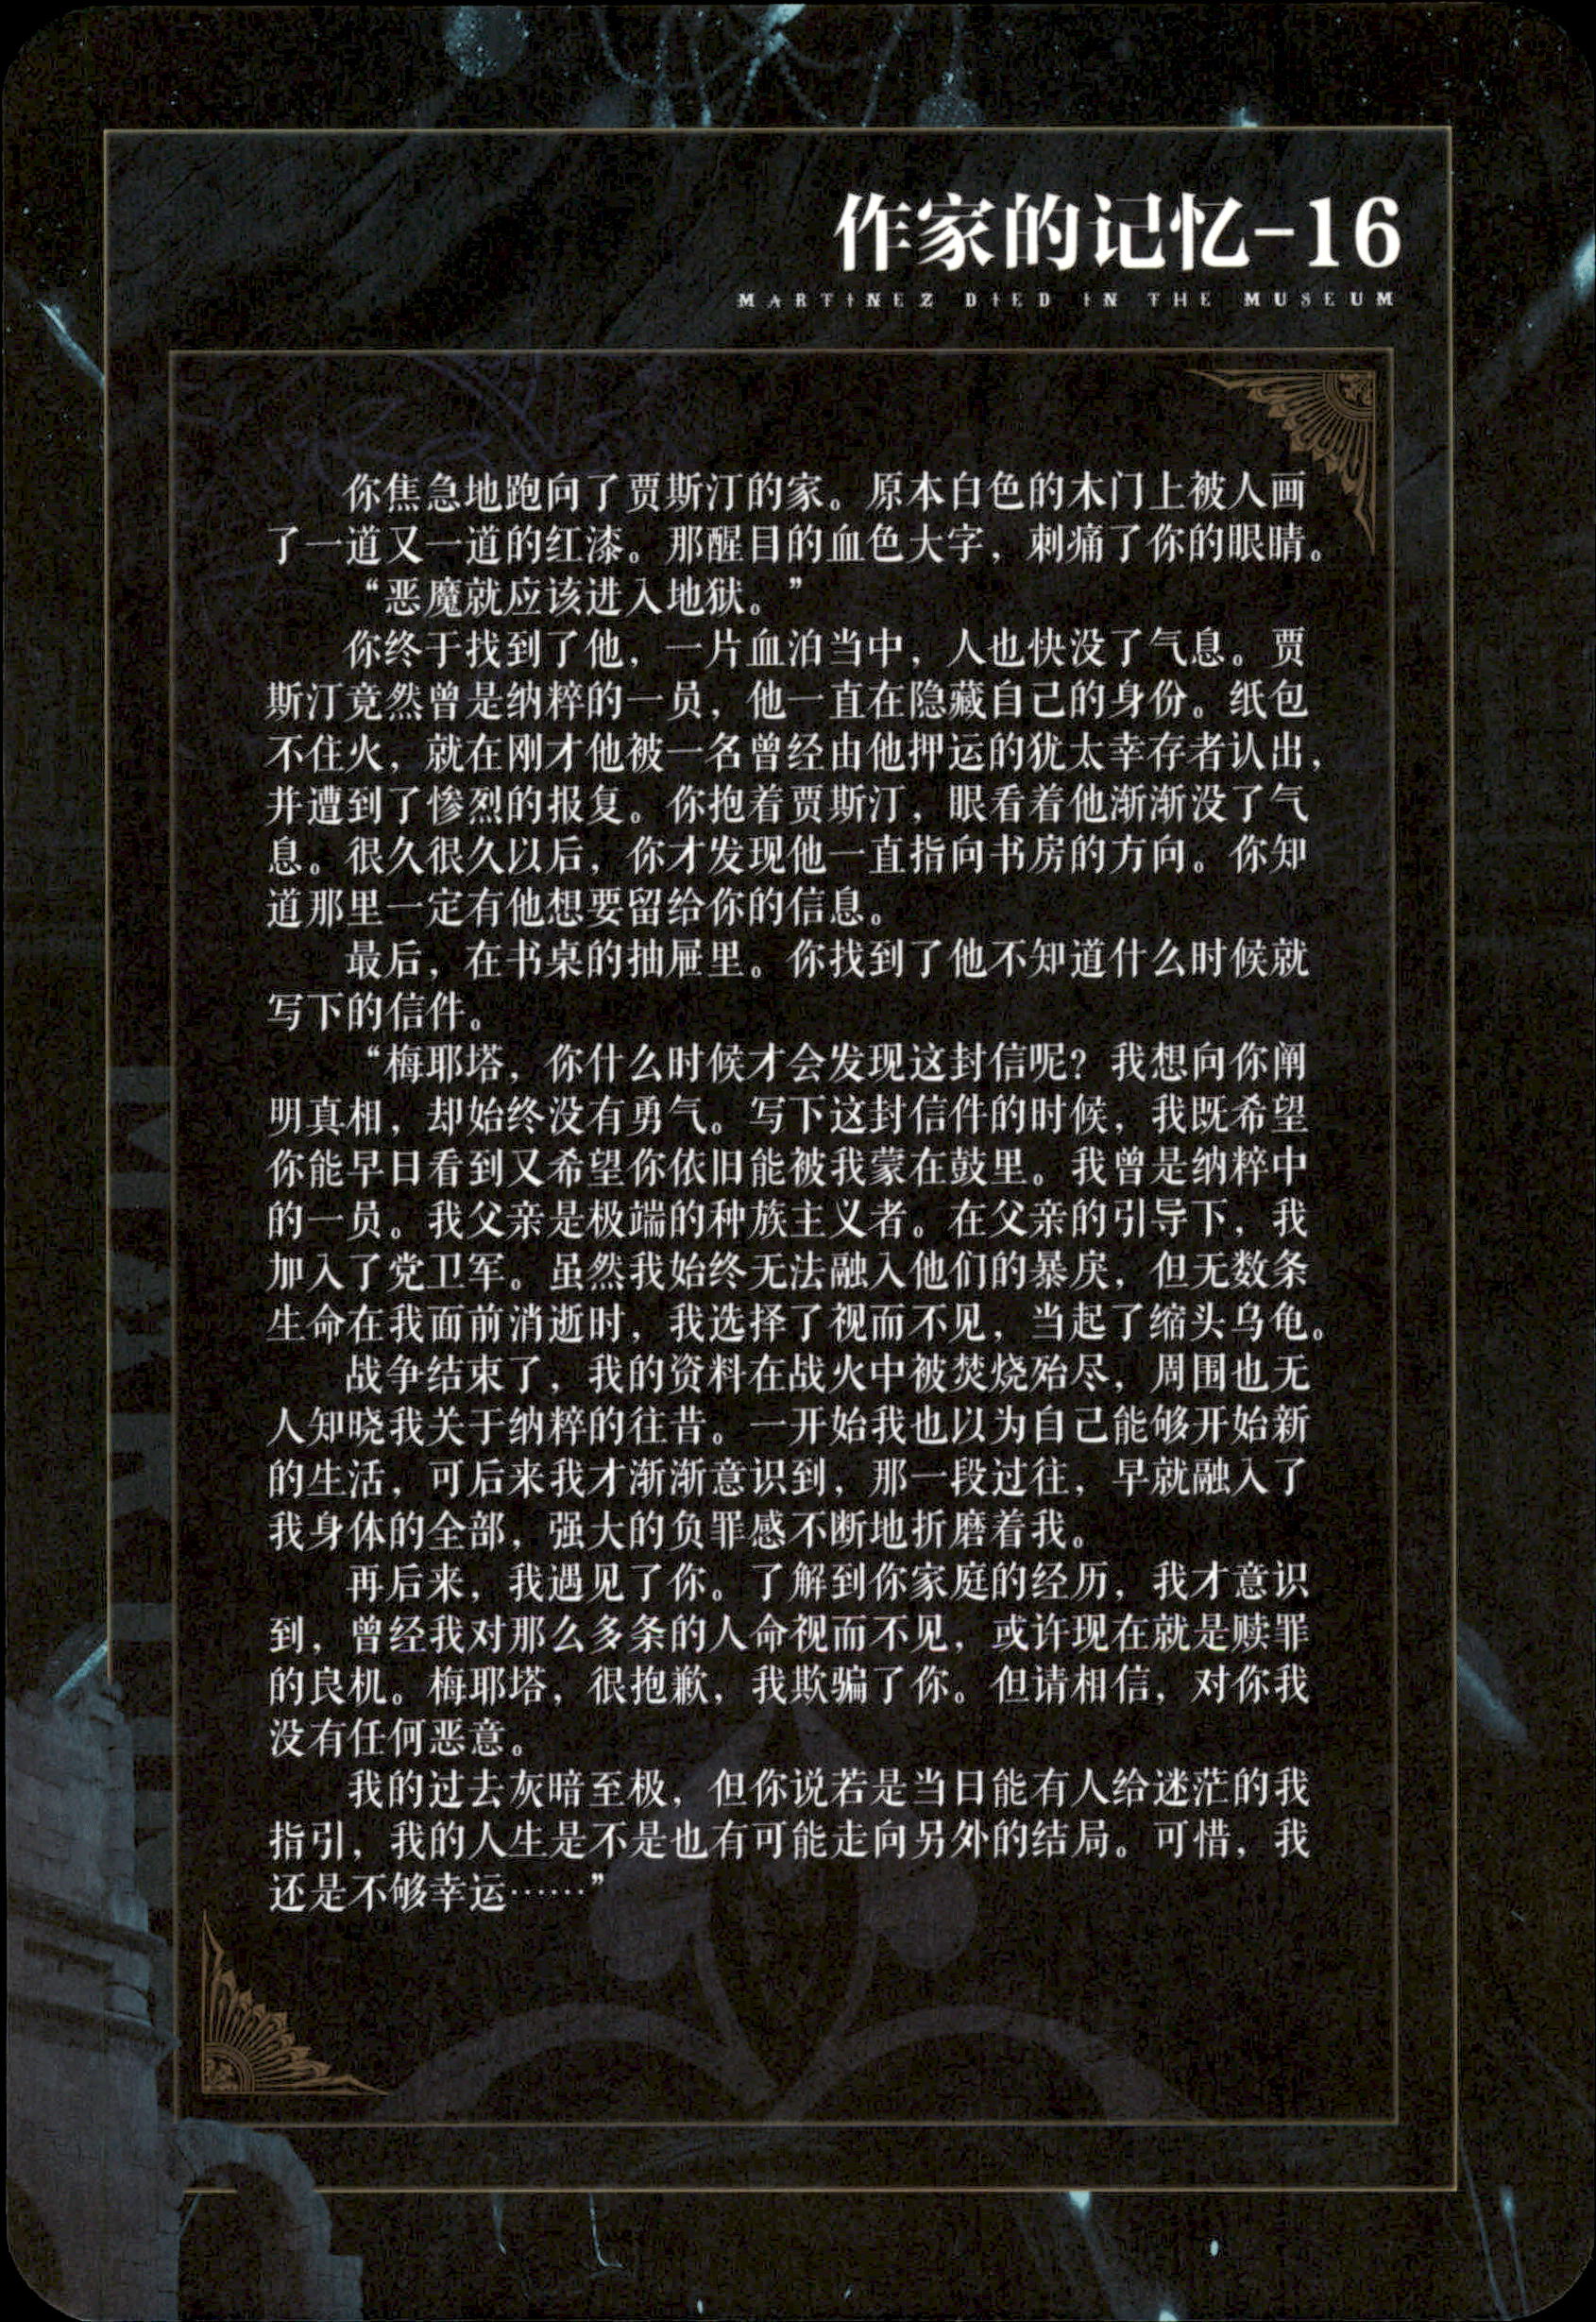 作家的记忆-16
MARTINEZ DIED IN THE MUSEUM
你焦急地跑向了贾斯汀的家。原本白色的木门上被人画
了一道又一道的红漆。那醒目的血色大字，刺痛了你的眼睛。
“恶魔就应该进入地狱。”
你终于找到了他，一片血泊当中，人也快没了气息。贾
斯汀竟然曾是纳粹的一员，他一直在隐藏自己的身份。纸包
不住火，就在刚才他被一名曾经由他押运的犹太幸存者认出，
并遭到了惨烈的报复。你抱着贾斯汀，眼看着他渐渐没了气
息。很久很久以后，你才发现他一直指向书房的方向。你知
道那里一定有他想要留给你的信息。
最后，在书桌的抽屉里。你找到了他不知道什么时候就
写下的信件。
“梅耶塔，你什么时候才会发现这封信呢？我想向你阐
明真相，却始终没有勇气。写下这封信件的时候，我既希望
你能早日看到又希望你依旧能被我蒙在鼓里。我曾是纳粹中
的一员。我父亲是极端的种族主义者。在父亲的引导下，我
加入了党卫军。虽然我始终无法融入他们的暴戾，但无数条
生命在我面前消逝时，我选择了视而不见，当起了缩头乌龟。
战争结束了，我的资料在战火中被焚烧殆尽，周围也无
人知晓我关于纳粹的往昔。一开始我也以为自己能够开始新
的生活，可后来我才渐渐意识到，那一段过往，早就融入了
我身体的全部，强大的负罪感不断地折磨着我。
再后来，我遇见了你。了解到你家庭的经历，我才意识
到，曾经我对那么多条的人命视而不见，或许现在就是赎罪
的良机。梅耶塔，很抱歉，我欺骗了你。但请相信，对你我
没有任何恶意。
我的过去灰暗至极，但你说若是当日能有人给迷茫的我
指引，我的人生是不是也有可能走向另外的结局。可惜，我
还是不够幸运……”